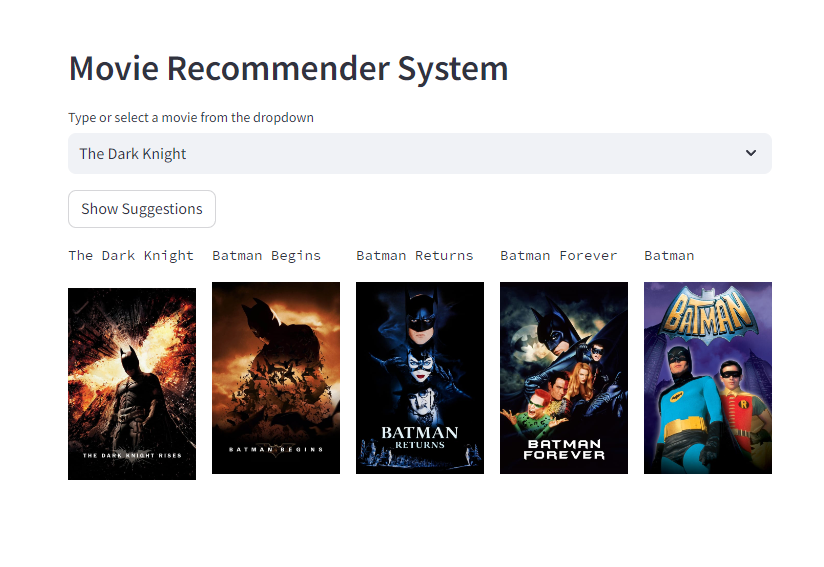 Movie Recommender System
Type or select a movie from the dropdown
The Dark Knight
Show Suggestions
The Dark Knight
Batman Begins
Batman Returns
Batman Forever
Batman
THE DARK KNIGHT RISES
BATMAN BEGINS
BATMAN
RETURNS
BATMAN
FOREVER
BATMAN
R